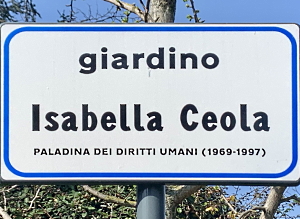 giardino
Isabella Ceola
PALADINA DEI DIRITTI UMANI (1969-1997)